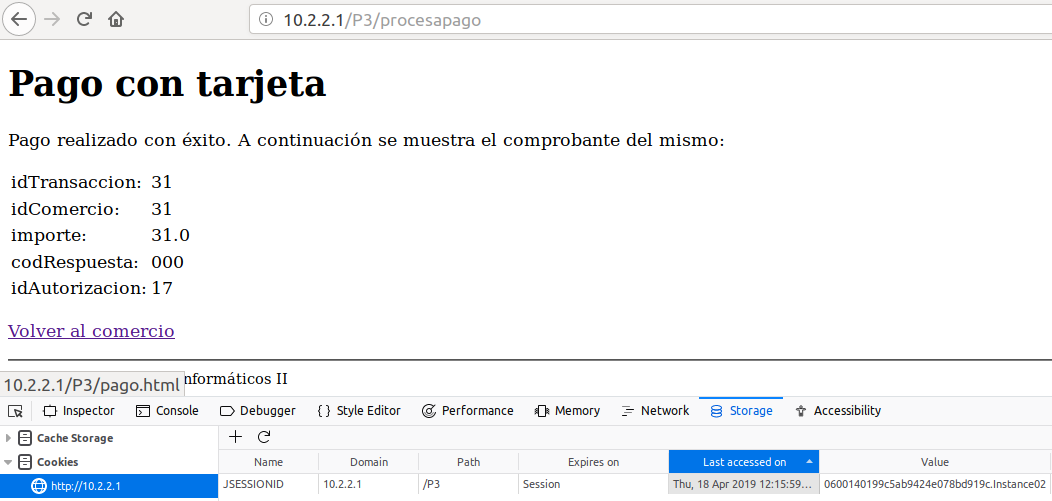 10.2.2.1/P3/procesapago
Pago con tarjeta
Pago realizado con éxito. A continuación se muestra el comprobante del mismo:
idTransaccion: 31
idComercio: 31
importe: 31.0
codRespuesta: 000
idAutorizacion: 17
Volver al comercio
10.2.2.1/P3/pago.html nformáticos II
Inspector Console Debugger { } Style Editor Performance Memory Network Storage Accessibility
Cache Storage
Cookies
http://10.2.2.1
Name Domain Path Expires on Last accessed on Value
JSESSIONID 10.2.2.1 /P3 Session Thu, 18 Apr 2019 12:15:59... 0600140199c5ab9424e078bd919c.Instance02